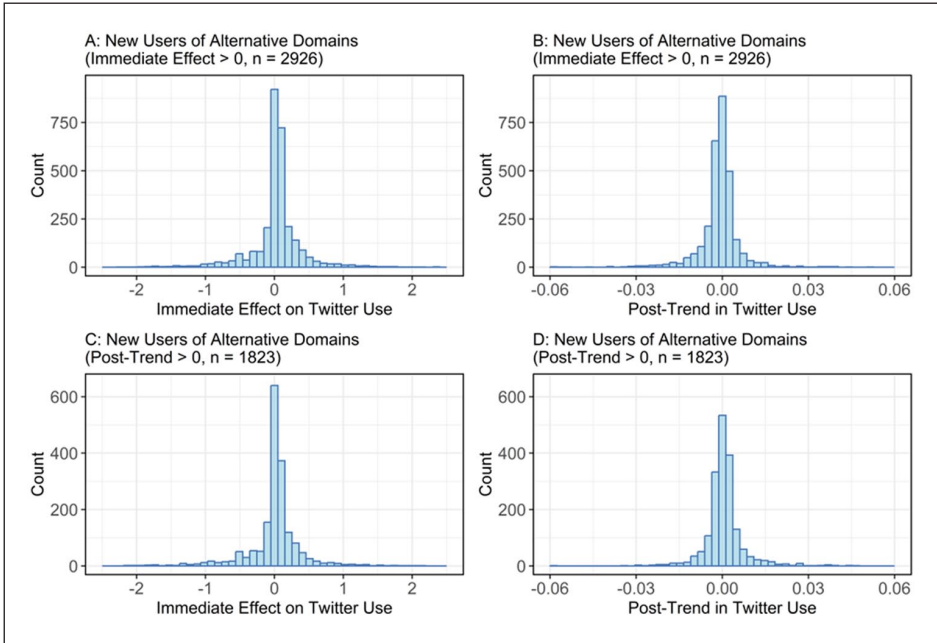 A: New Users of Alternative Domains
(Immediate Effect > 0, n = 2926)
Count
750
500
250
0
-2 -1 0 1 2
Immediate Effect on Twitter Use
B: New Users of Alternative Domains
(Immediate Effect > 0, n = 2926)
Count
750
500
250
0
-0.06 -0.03 0.00 0.03 0.06
Post-Trend in Twitter Use
C: New Users of Alternative Domains
(Post-Trend > 0, n = 1823)
Count
600
400
200
0
-2 -1 0 1 2
Immediate Effect on Twitter Use
D: New Users of Alternative Domains
(Post-Trend > 0, n = 1823)
Count
600
400
200
0
-0.06 -0.03 0.00 0.03 0.06
Post-Trend in Twitter Use